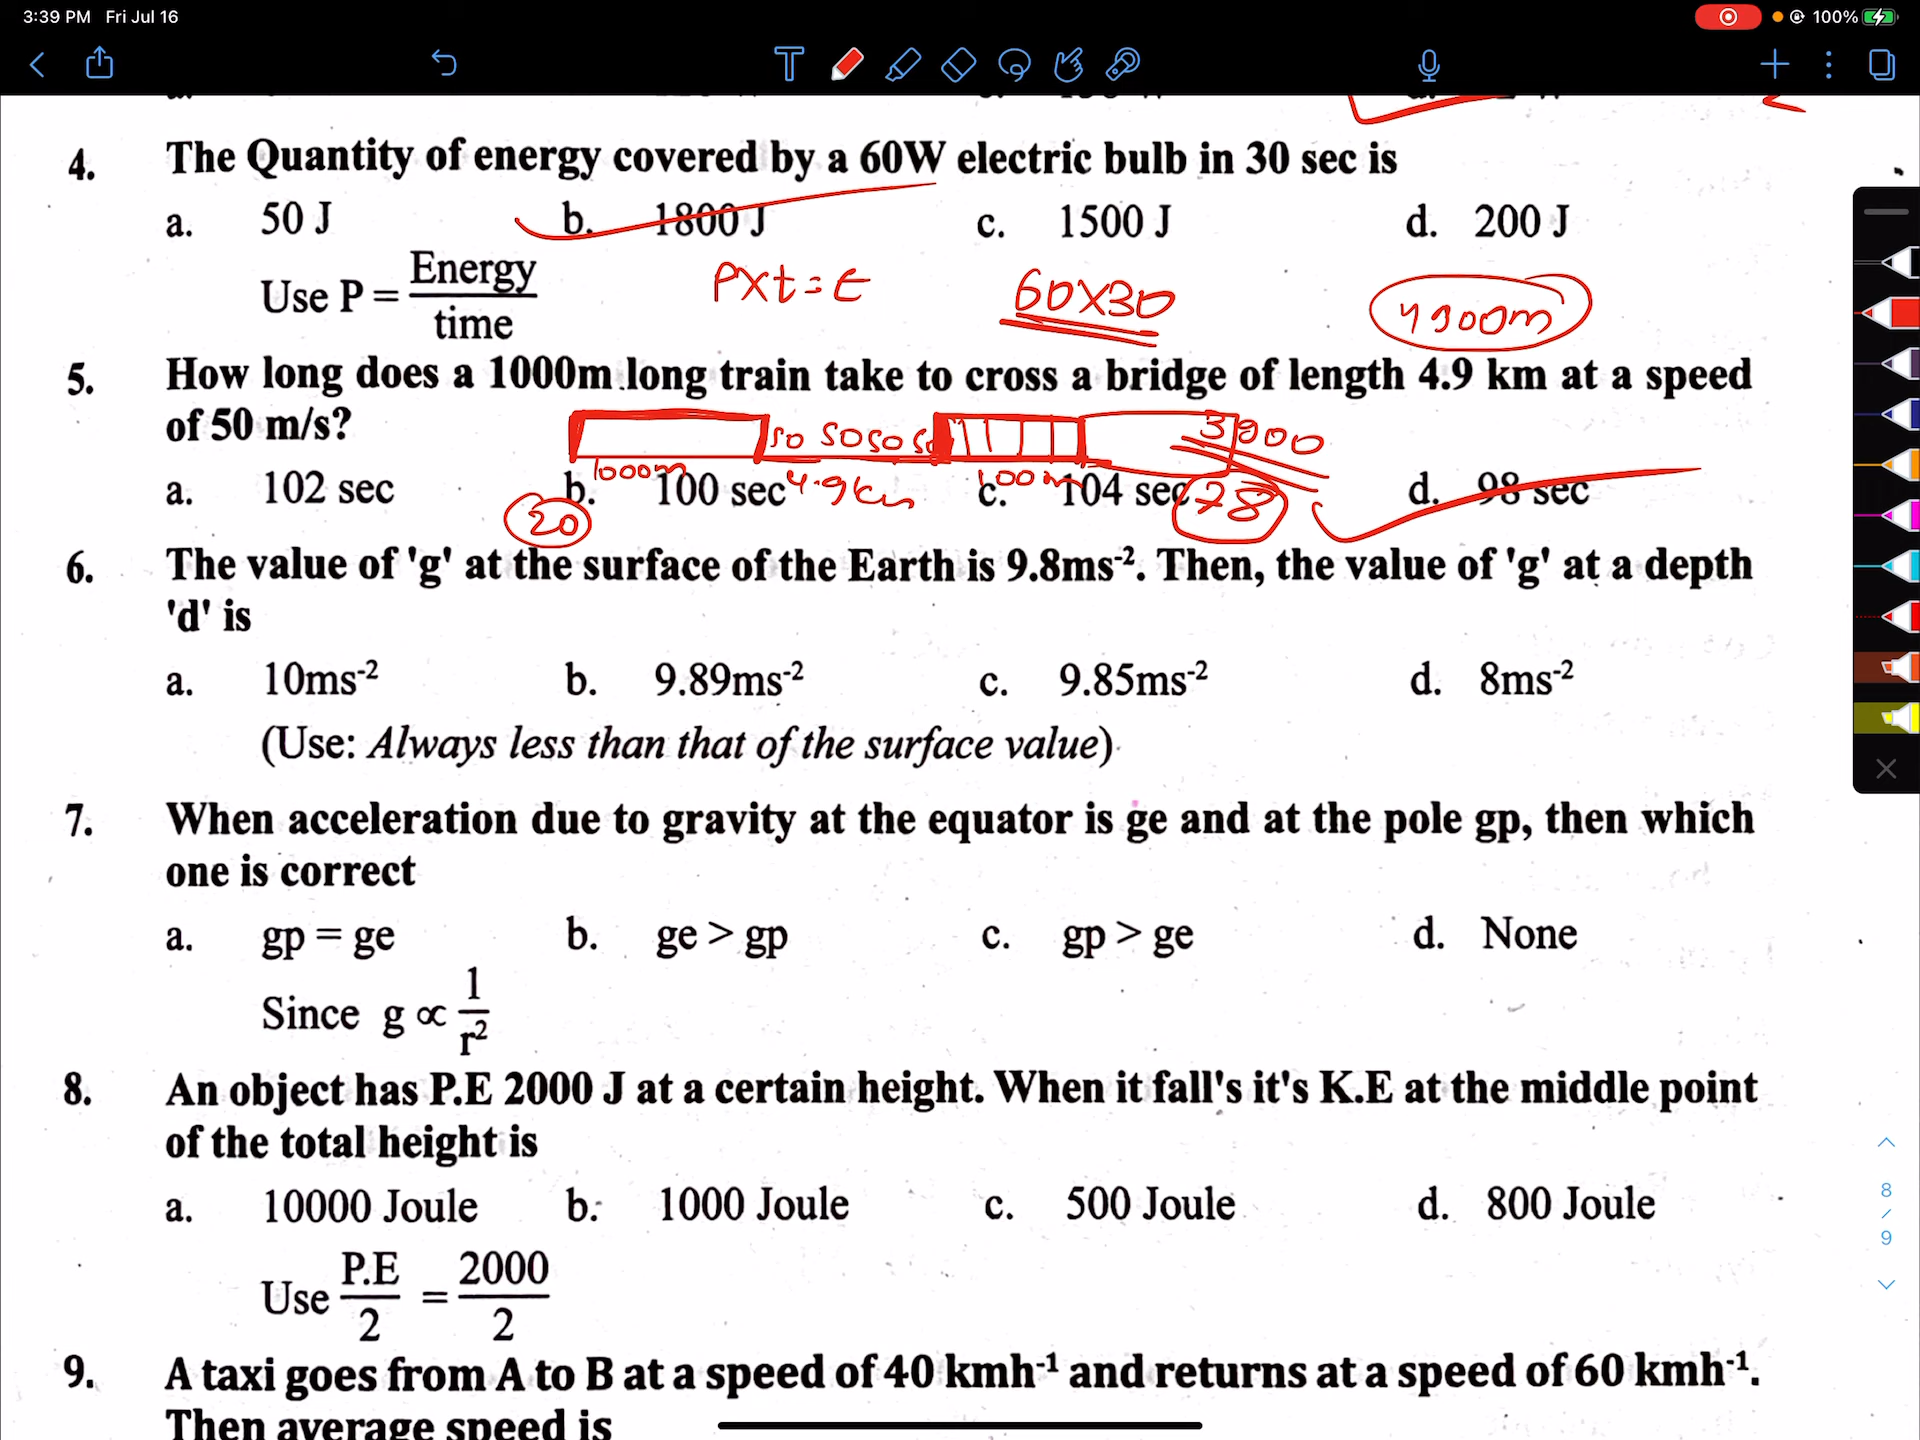 3:39 PM Fri Jul 16
100%
4. The Quantity of energy covered by a 60W electric bulb in 30 sec is
a. 50 J b. 1800 J c. 1500 J d. 200 J
Use P = Energy / time
P×t = E
60×30
4900m
5. How long does a 1000m long train take to cross a bridge of length 4.9 km at a speed
of 50 m/s?
50 50 50 50
3900
1000m
4.9km
a. 102 sec b. 100 sec c. 104 sec d. 98 sec
20
78
6. The value of 'g' at the surface of the Earth is 9.8ms⁻². Then, the value of 'g' at a depth
'd' is
a. 10ms⁻² b. 9.89ms⁻² c. 9.85ms⁻² d. 8ms⁻²
(Use: Always less than that of the surface value)
7. When acceleration due to gravity at the equator is ge and at the pole gp, then which
one is correct
a. gp = ge b. ge > gp c. gp > ge d. None
Since g ∝ 1 / r²
8. An object has P.E 2000 J at a certain height. When it fall's it's K.E at the middle point
of the total height is
a. 10000 Joule b. 1000 Joule c. 500 Joule d. 800 Joule
Use P.E / 2 = 2000 / 2
8 / 9
9. A taxi goes from A to B at a speed of 40 kmh⁻¹ and returns at a speed of 60 kmh⁻¹.
Then average speed is